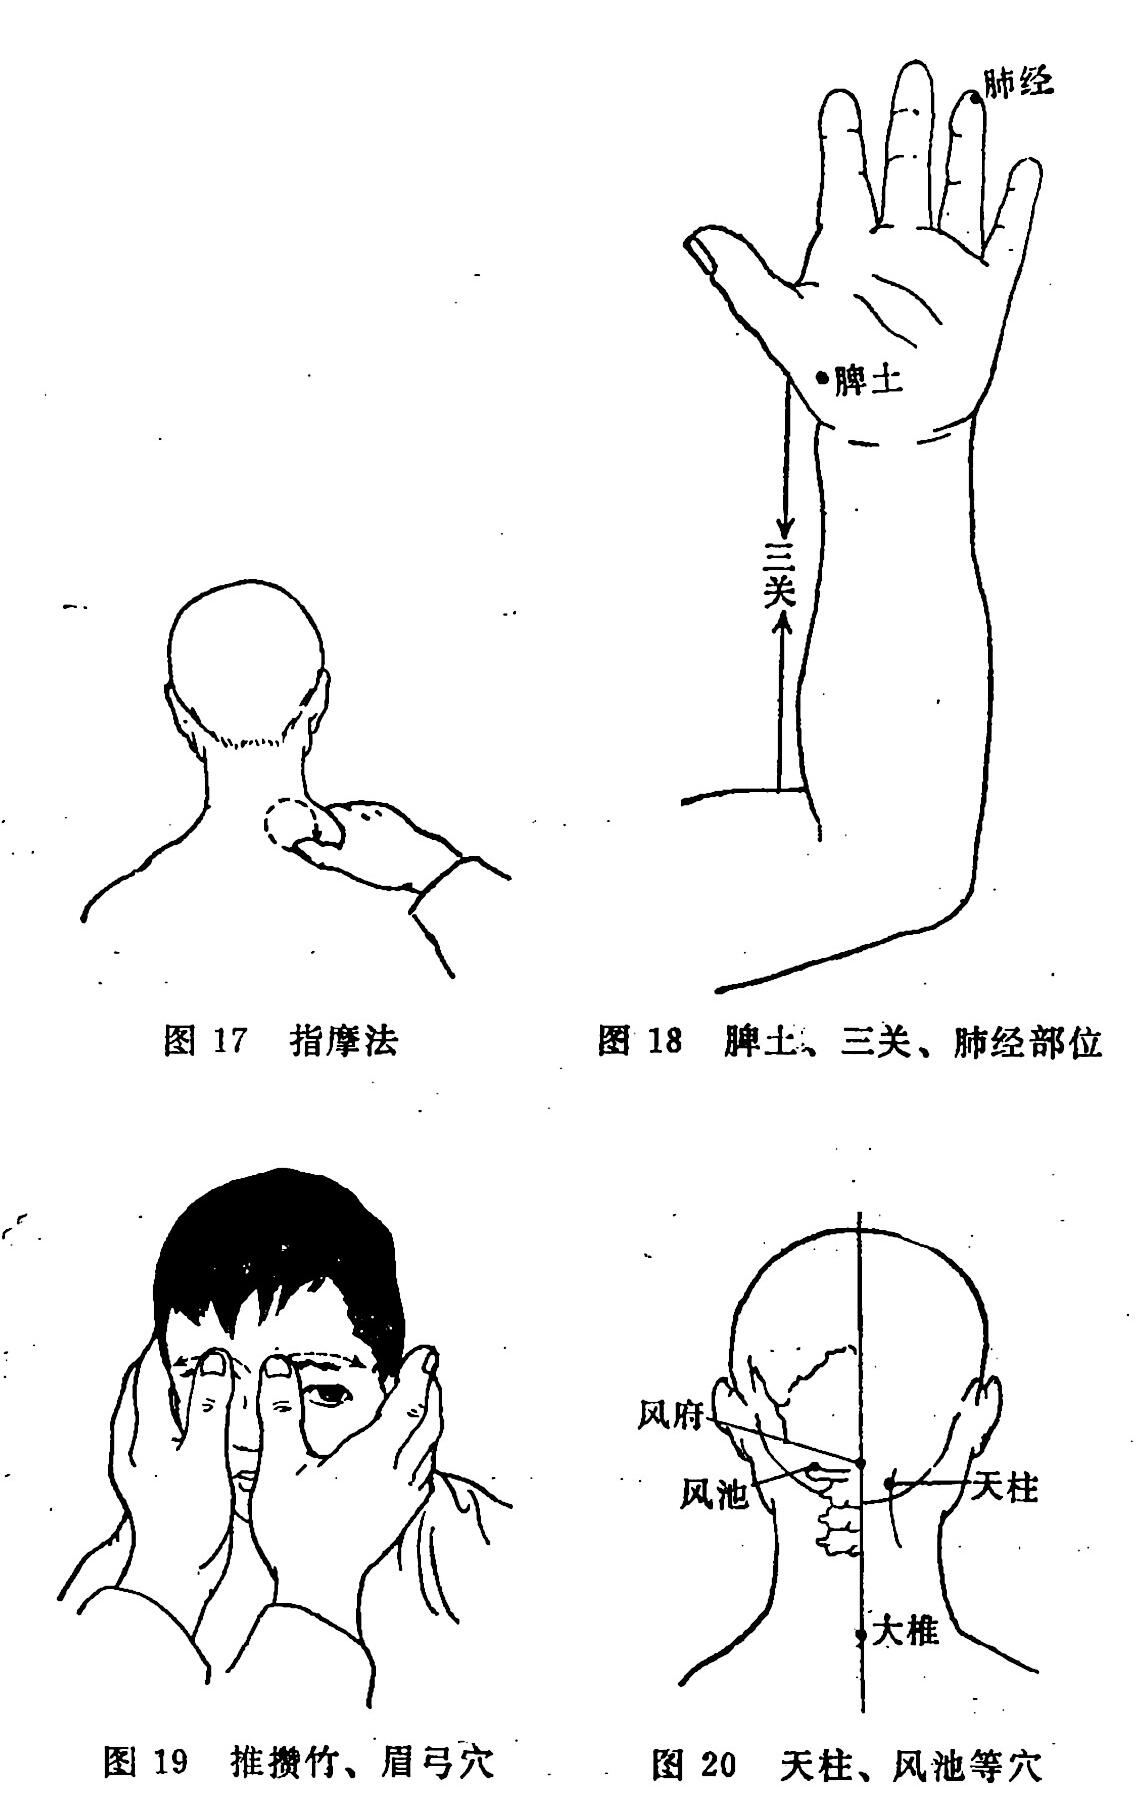 肺经
脾土
三
关
图 17 指摩法
图 18 脾土、三关、肺经部位
风府
风池
天柱
大椎
图 19 推攒竹、眉弓穴
图 20 天柱、风池等穴